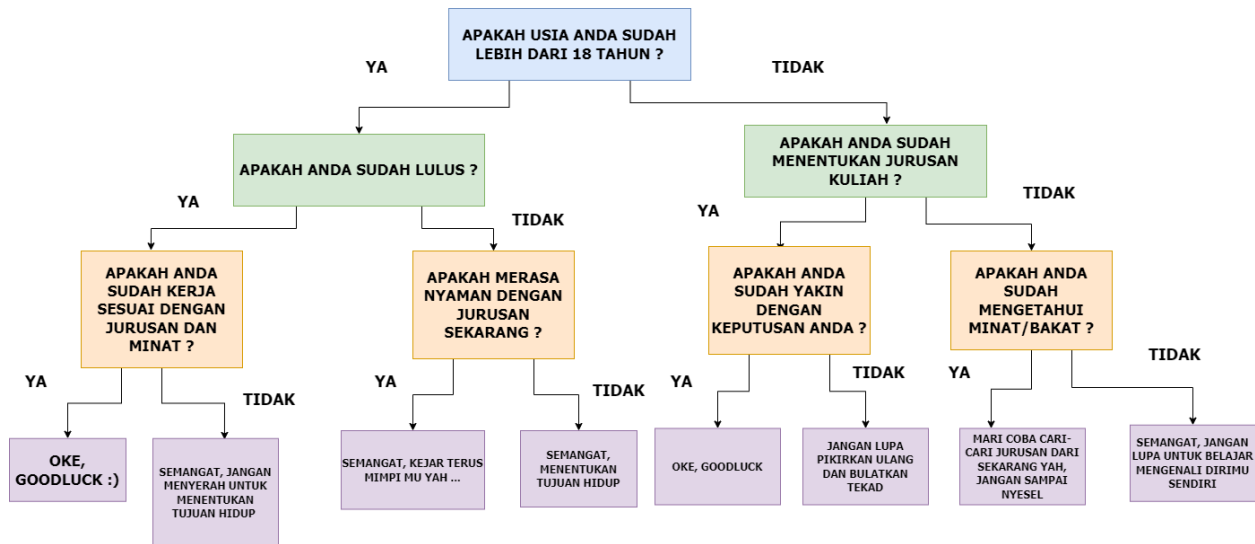 APAKAH USIA ANDA SUDAH
LEBIH DARI 18 TAHUN ?
YA
TIDAK
APAKAH ANDA SUDAH LULUS ?
APAKAH ANDA SUDAH
MENENTUKAN JURUSAN
KULIAH ?
YA
TIDAK
YA
TIDAK
APAKAH ANDA
SUDAH KERJA
SESUAI DENGAN
JURUSAN DAN
MINAT ?
APAKAH MERASA
NYAMAN DENGAN
JURUSAN
SEKARANG ?
APAKAH ANDA
SUDAH YAKIN
DENGAN
KEPUTUSAN ANDA ?
APAKAH ANDA
SUDAH
MENGETAHUI
MINAT/BAKAT ?
YA
TIDAK
YA
TIDAK
YA
TIDAK
YA
TIDAK
OKE,
GOODLUCK :)
SEMANGAT, JANGAN
MENYERAH UNTUK
MENENTUKAN
TUJUAN HIDUP
SEMANGAT, KEJAR TERUS
MIMPI MU YAH ...
SEMANGAT,
MENENTUKAN
TUJUAN HIDUP
OKE, GOODLUCK
JANGAN LUPA
PIKIRKAN ULANG
DAN BULATKAN
TEKAD
MARI COBA CARI-
CARI JURUSAN DARI
SEKARANG YAH,
JANGAN SAMPAI
NYESEL
SEMANGAT, JANGAN
LUPA UNTUK BELAJAR
MENGENALI DIRIMU
SENDIRI